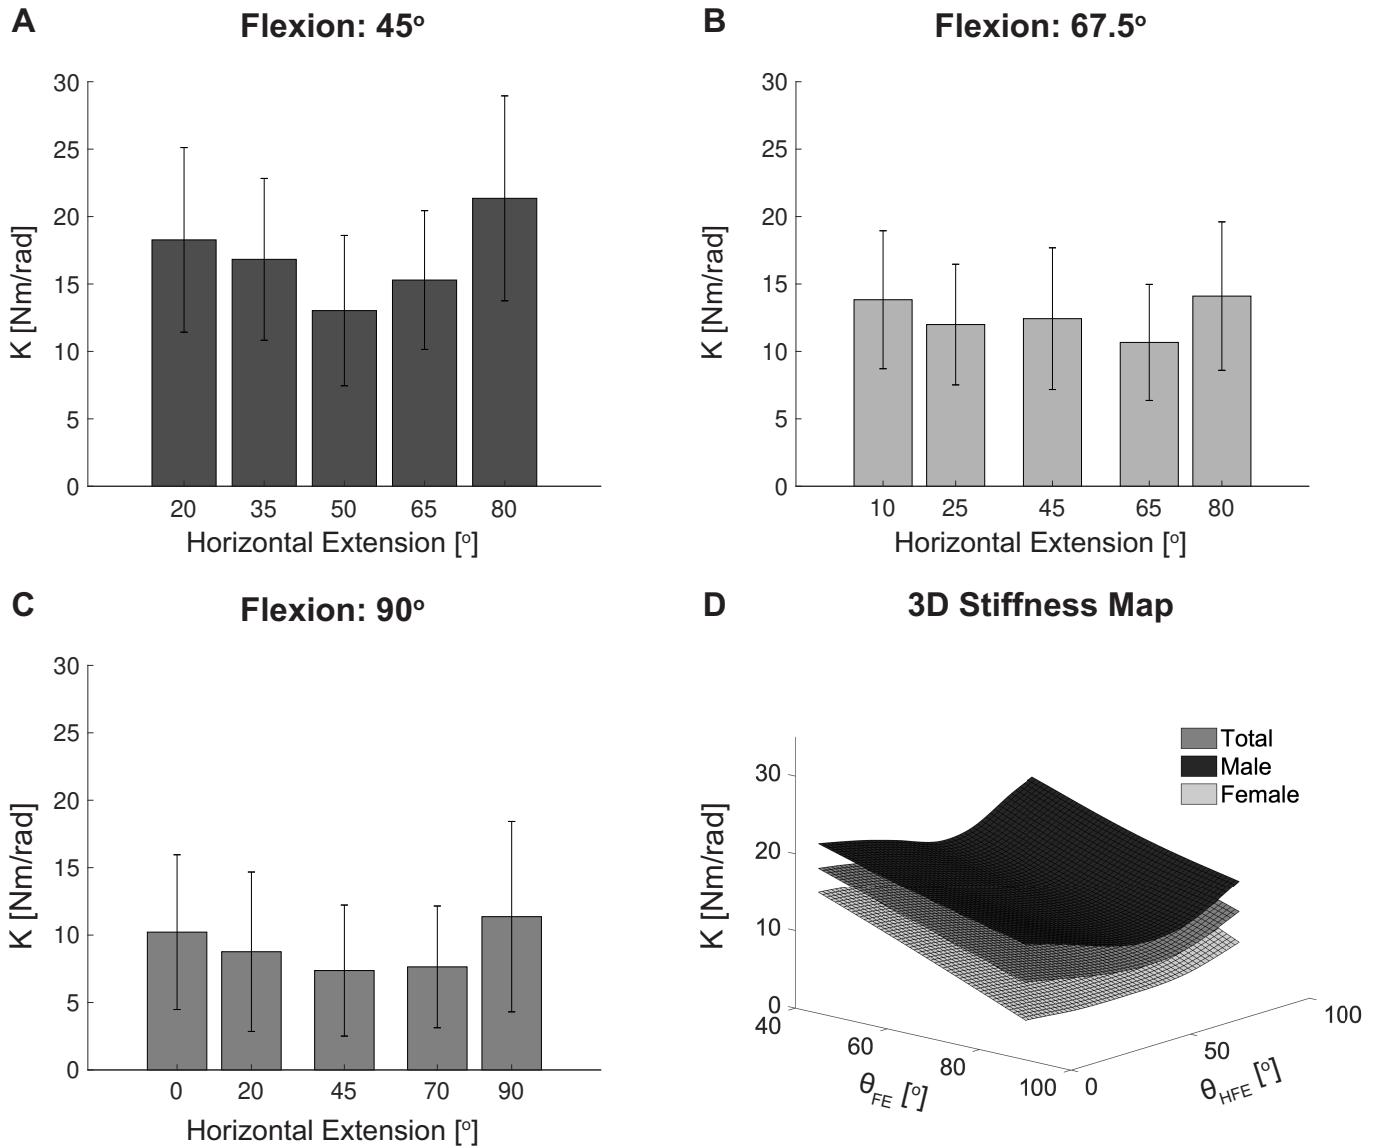 A
Flexion: 45°
30
25
20
15
10
5
0
K [Nm/rad]
20 35 50 65 80
Horizontal Extension [°]
B
Flexion: 67.5°
30
25
20
15
10
5
0
K [Nm/rad]
10 25 45 65 80
Horizontal Extension [°]
C
Flexion: 90°
30
25
20
15
10
5
0
K [Nm/rad]
0 20 45 70 90
Horizontal Extension [°]
D
3D Stiffness Map
Total
Male
Female
30
20
10
0
K [Nm/rad]
40 60 80 100
θFE [°]
0 50 100
θHFE [°]